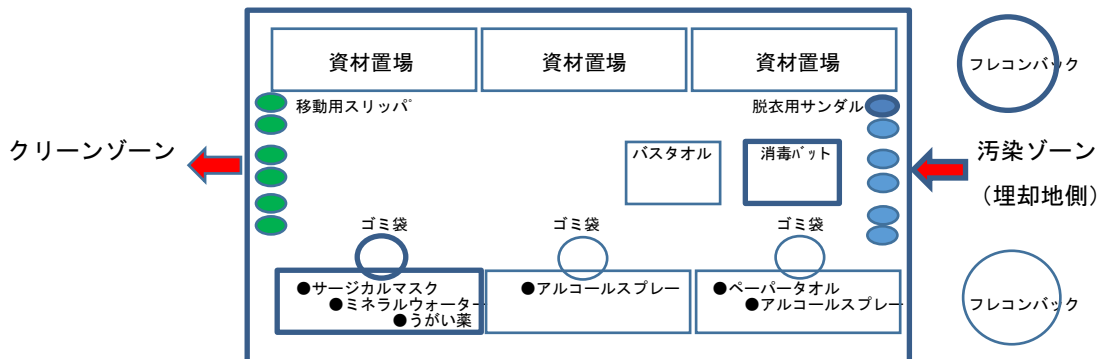 資材置場
資材置場
資材置場
フレコンバック
移動用スリッパ
脱衣用サンダル
クリーンゾーン
バスタオル
消毒バット
汚染ゾーン
（埋却地側）
ゴミ袋
ゴミ袋
ゴミ袋
●サージカルマスク
●ミネラルウォーター
●うがい薬
●アルコールスプレー
●ペーパータオル
●アルコールスプレー
フレコンバック